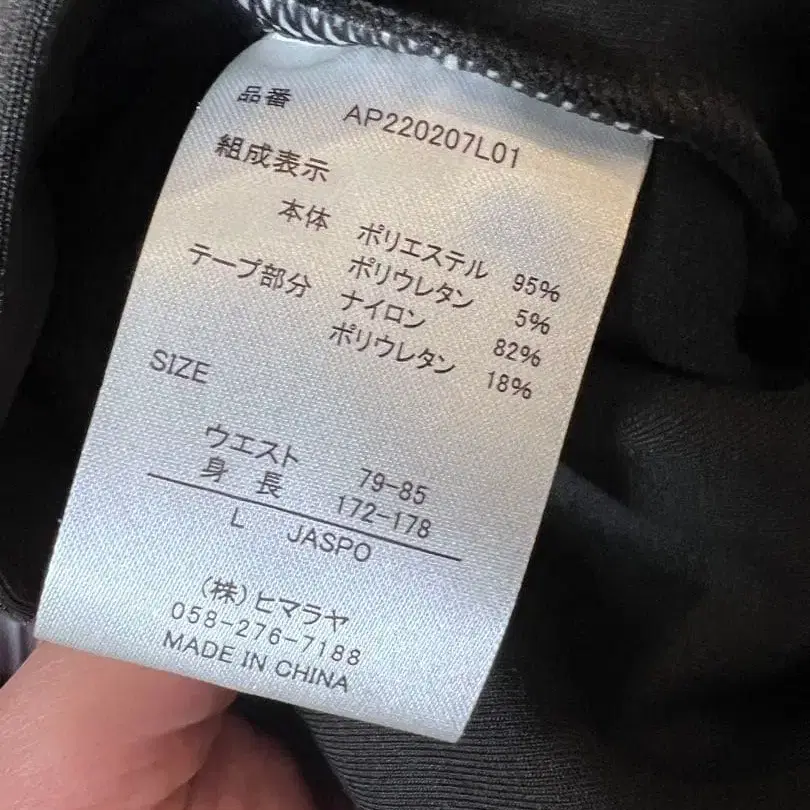 品番 AP220207L01
組成表示
本体 ポリエステル 95%
ポリウレタン 5%
テープ部分 ナイロン 82%
ポリウレタン 18%
SIZE
ウエスト 79-85
身長 172-178
L JASPO
(株)ヒマラヤ
058-276-7188
MADE IN CHINA